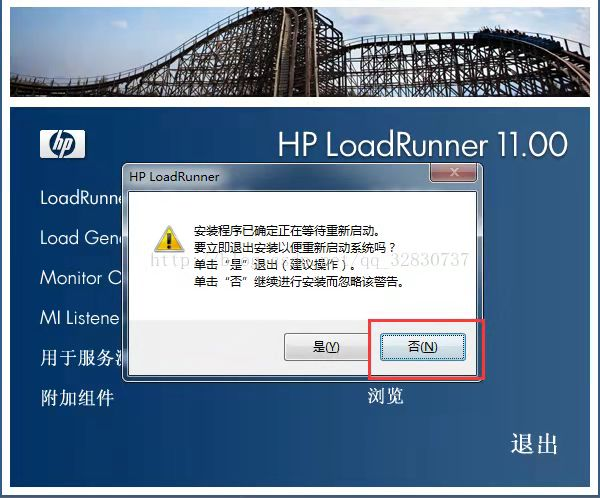 hp
HP LoadRunner 11.00
HP LoadRunner
LoadRunne
安装程序已确定正在等待重新启动。
Load Gen
要立即退出安装以便重新启动系统吗？
单击“是”退出（建议操作）。
Monitor C
单击“否”继续进行安装而忽略该警告。
MI Listene
是(Y)
否(N)
用于服务
附加组件
浏览
退出